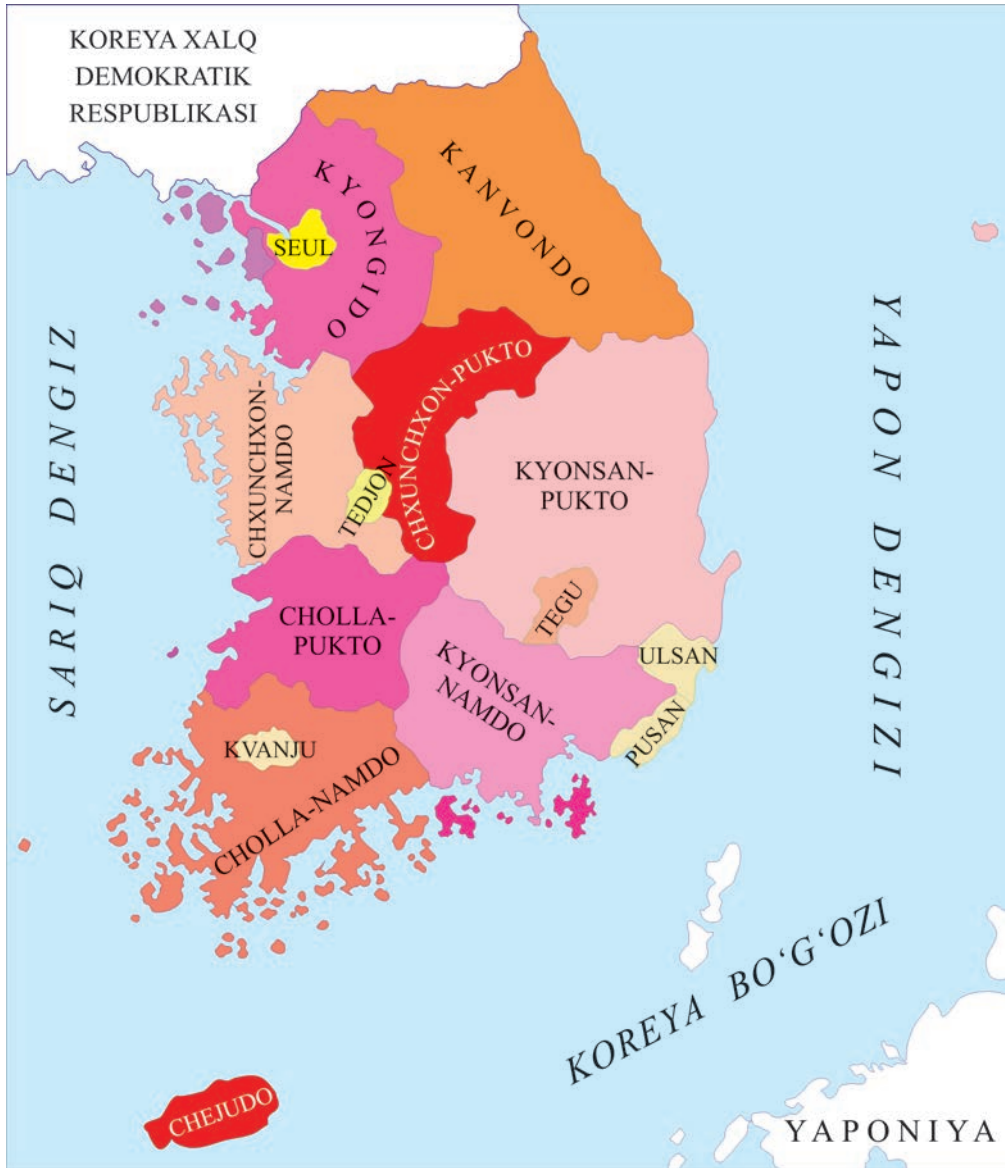 KOREYA XALQ
DEMOKRATIK
RESPUBLIKASI
KYONGIDO
KANVONDO
SEUL
SARIQ DENGIZ
YAPON DENGIZI
CHXUNCHXON-
NAMDO
CHXUNCHXON-PUKTO
TEDJON
KYONSAN-
PUKTO
CHOLLA-
PUKTO
TEGU
KYONSAN-
NAMDO
ULSAN
PUSAN
KVANJU
CHOLLA-NAMDO
KOREYA BO‘G‘OZI
CHEJUDO
YAPONIYA